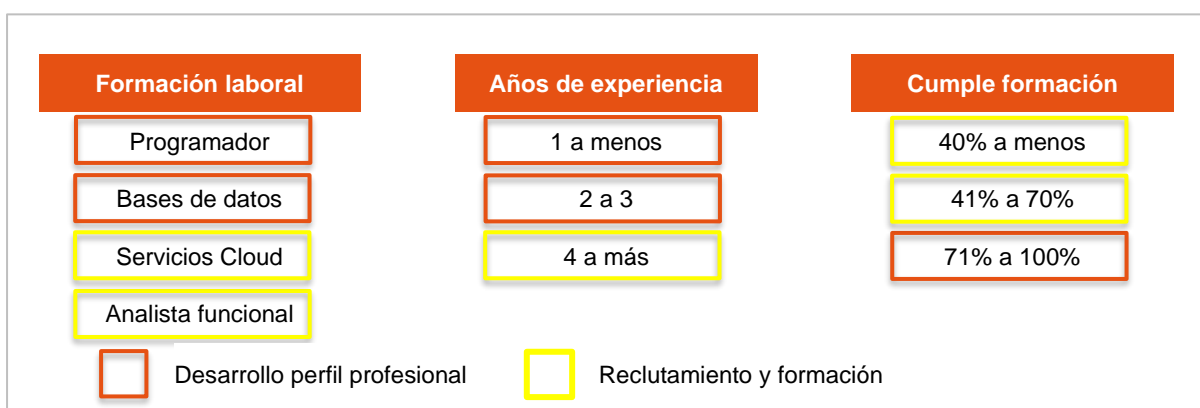 Formación laboral
Años de experiencia
Cumple formación
Programador
1 a menos
40% a menos
Bases de datos
2 a 3
41% a 70%
Servicios Cloud
4 a más
71% a 100%
Analista funcional
Desarrollo perfil profesional
Reclutamiento y formación